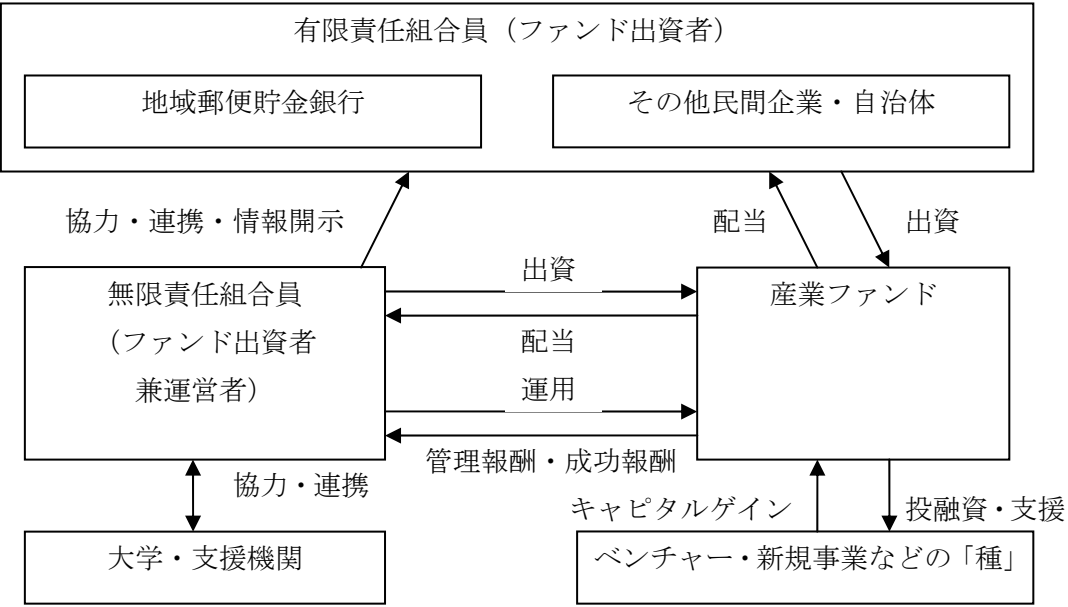 有限責任組合員（ファンド出資者）
地域郵便貯金銀行
その他民間企業・自治体
協力・連携・情報開示
配当
出資
無限責任組合員
（ファンド出資者
兼運営者）
出資
配当
運用
管理報酬・成功報酬
産業ファンド
協力・連携
キャピタルゲイン
投融資・支援
大学・支援機関
ベンチャー・新規事業などの「種」